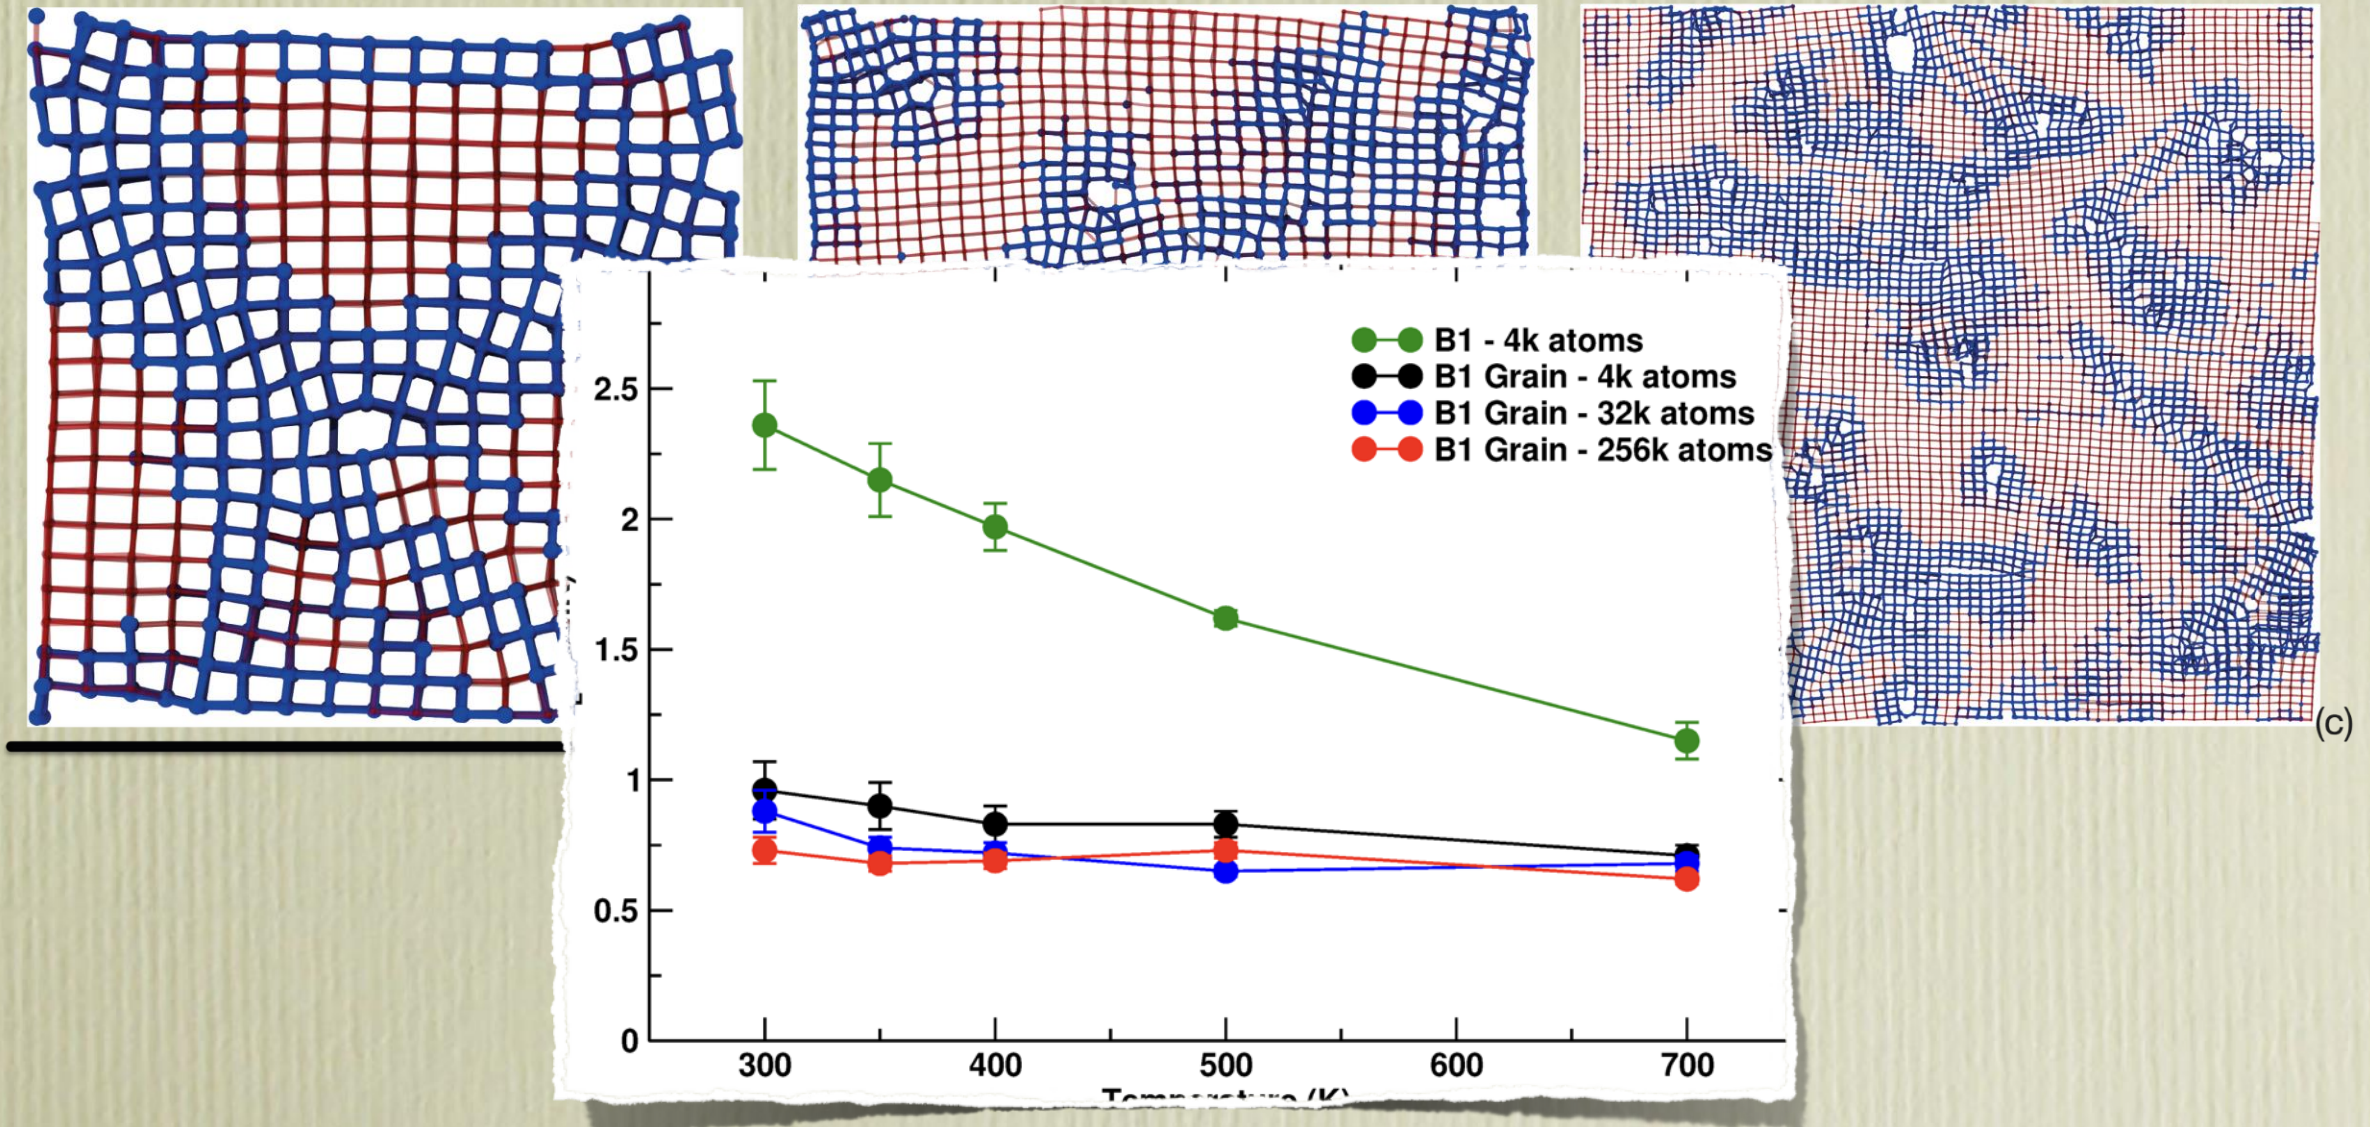 B1 - 4k atoms
B1 Grain - 4k atoms
B1 Grain - 32k atoms
B1 Grain - 256k atoms
2.5
2
1.5
1
0.5
0
300 400 500 600 700
Temperature (K)
(c)